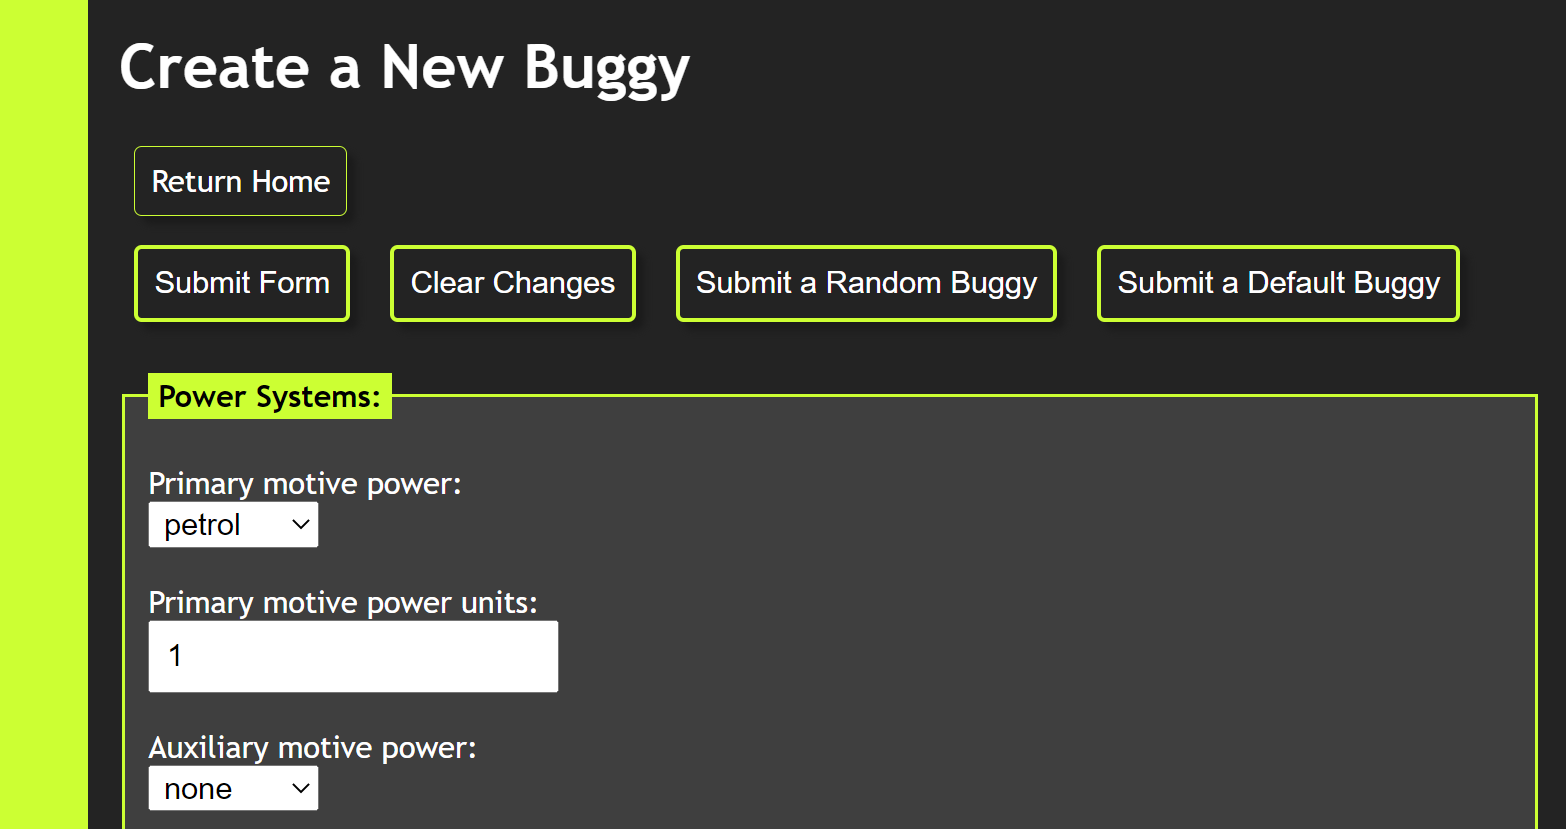 Create a New Buggy
Return Home
Submit Form Clear Changes Submit a Random Buggy Submit a Default Buggy
Power Systems:
Primary motive power:
petrol
Primary motive power units:
1
Auxiliary motive power:
none